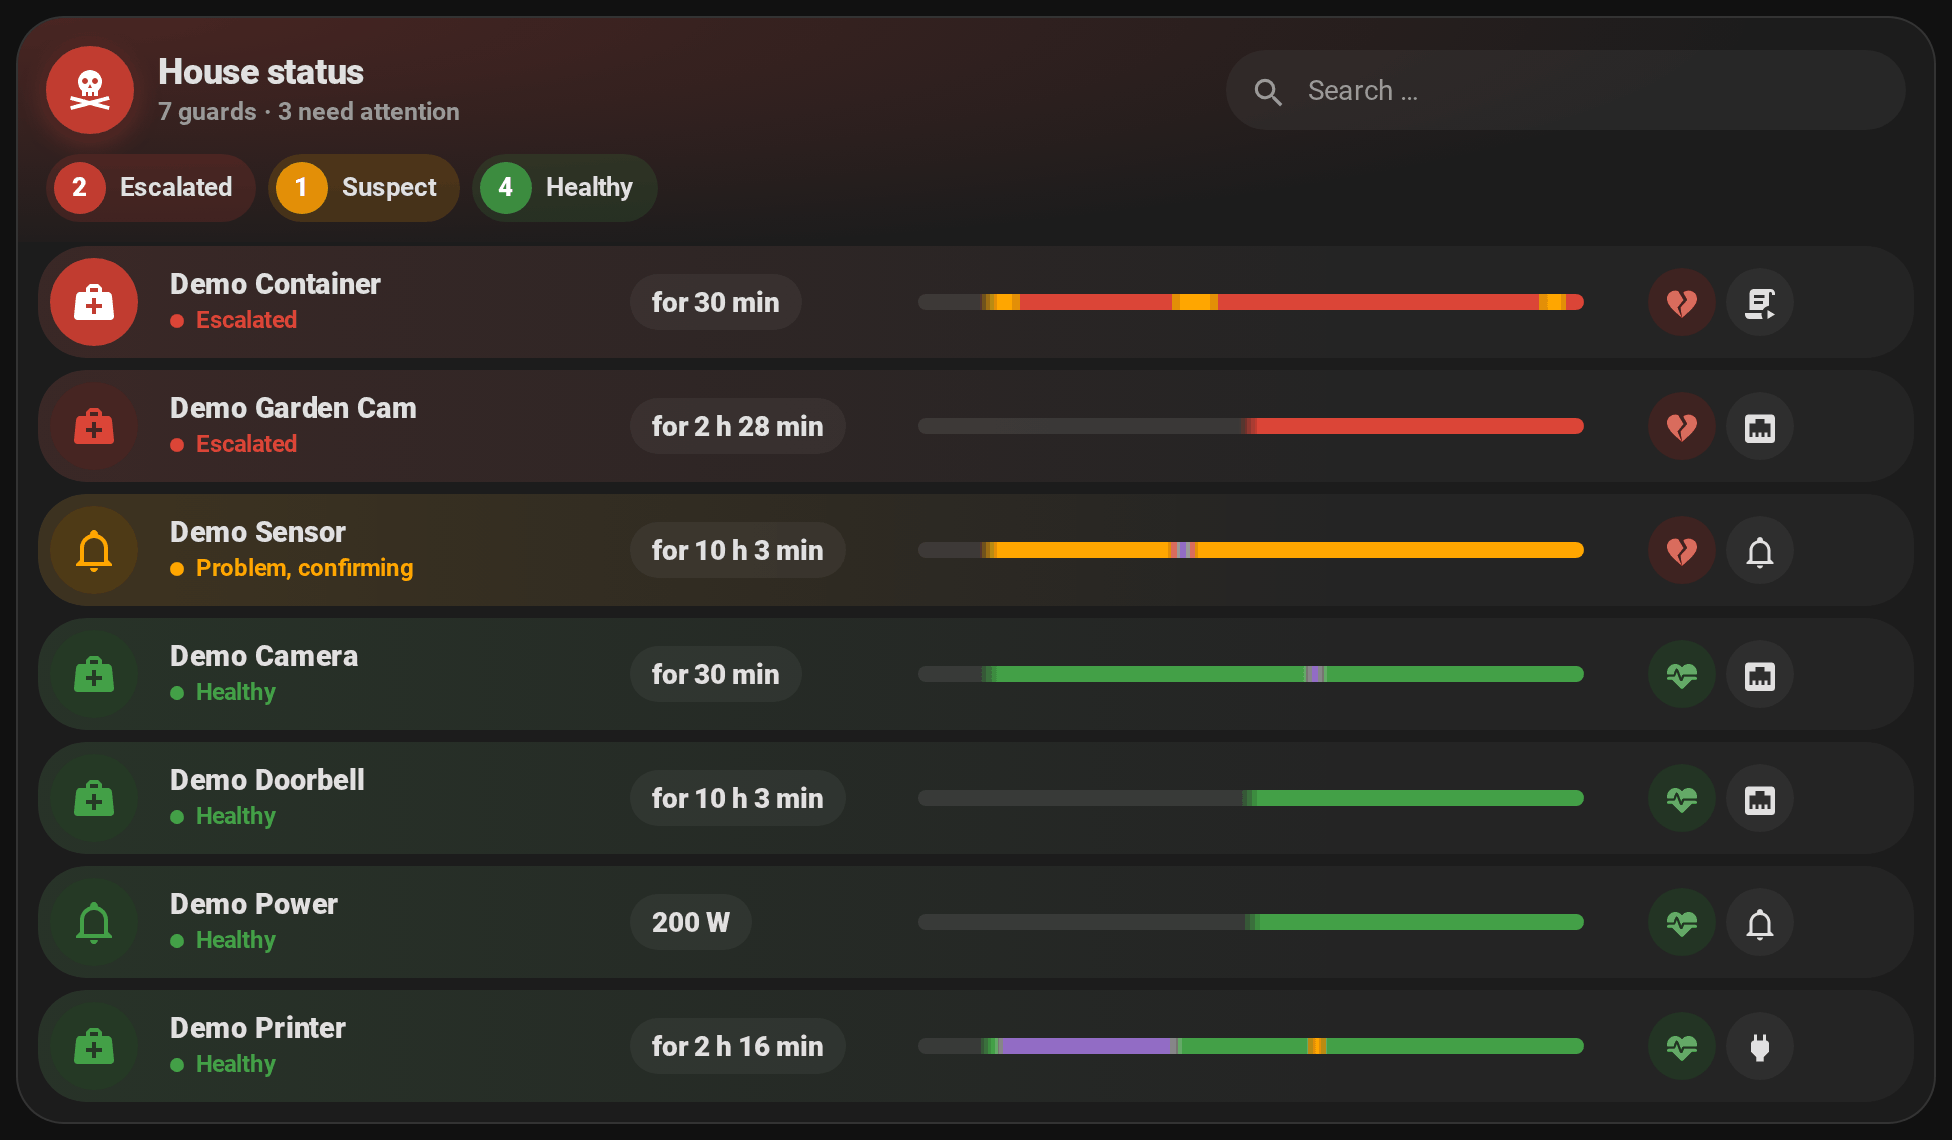 House status
7 guards · 3 need attention
Search ...
2 Escalated
1 Suspect
4 Healthy
Demo Container
Escalated
for 30 min
Demo Garden Cam
Escalated
for 2 h 28 min
Demo Sensor
Problem, confirming
for 10 h 3 min
Demo Camera
Healthy
for 30 min
Demo Doorbell
Healthy
for 10 h 3 min
Demo Power
Healthy
200 W
Demo Printer
Healthy
for 2 h 16 min